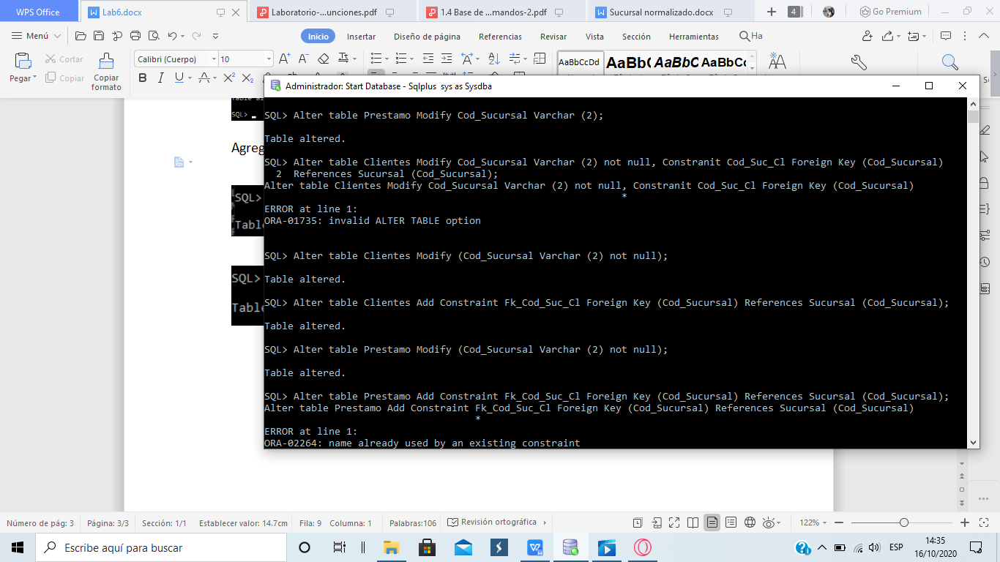 WPS Office
Lab6.docx
Laboratorio-...unciones.pdf
1.4 Base de ...mandos-2.pdf
Sucursal normalizado.docx
4
Go Premium
Menú
Inicio
Insertar
Diseño de página
Referencias
Revisar
Vista
Sección
Herramientas
Ha
Pegar
Cortar
Copiar
Copiar formato
Calibri (Cuerpo)
10
AaBbCcDd
AaBbC
AaBbC
AaBbCc
Administrador: Start Database - Sqlplus sys as Sysdba
SQL>
Agreg
SQL>
Table
SQL>
Table
SQL> Alter table Prestamo Modify Cod_Sucursal Varchar (2);
Table altered.
SQL> Alter table Clientes Modify Cod_Sucursal Varchar (2) not null, Constranit Cod_Suc_Cl Foreign Key (Cod_Sucursal)
2 References Sucursal (Cod_Sucursal);
Alter table Clientes Modify Cod_Sucursal Varchar (2) not null, Constranit Cod_Suc_Cl Foreign Key (Cod_Sucursal)
*
ERROR at line 1:
ORA-01735: invalid ALTER TABLE option
SQL> Alter table Clientes Modify (Cod_Sucursal Varchar (2) not null);
Table altered.
SQL> Alter table Clientes Add Constraint Fk_Cod_Suc_Cl Foreign Key (Cod_Sucursal) References Sucursal (Cod_Sucursal);
Table altered.
SQL> Alter table Prestamo Modify (Cod_Sucursal Varchar (2) not null);
Table altered.
SQL> Alter table Prestamo Add Constraint Fk_Cod_Suc_Cl Foreign Key (Cod_Sucursal) References Sucursal (Cod_Sucursal);
Alter table Prestamo Add Constraint Fk_Cod_Suc_Cl Foreign Key (Cod_Sucursal) References Sucursal (Cod_Sucursal)
*
ERROR at line 1:
ORA-02264: name already used by an existing constraint
Número de pág: 3
Página: 3/3
Sección: 1/1
Establecer valor: 14.7cm
Fila: 9
Columna: 1
Palabras:106
Revisión ortográfica
122%
Escribe aquí para buscar
ESP
14:35
16/10/2020